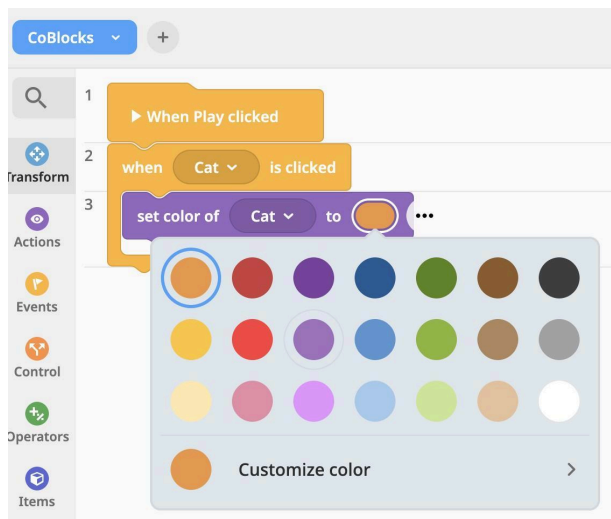 CoBlocks
+
1
When Play clicked
2
when Cat is clicked
3
set color of Cat to •••
Transform
Actions
Events
Control
Operators
Items
Customize color